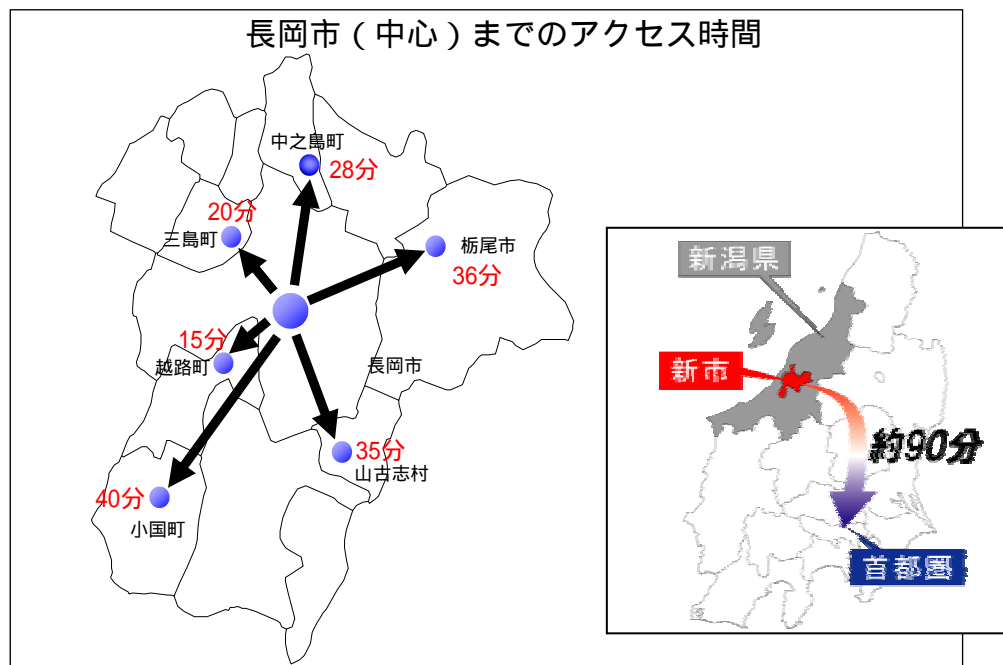 長岡市（中心）までのアクセス時間
中之島町
28分
20分
三島町
栃尾市
36分
15分
越路町
長岡市
35分
山古志村
40分
小国町
新潟県
新市
約90分
首都圏